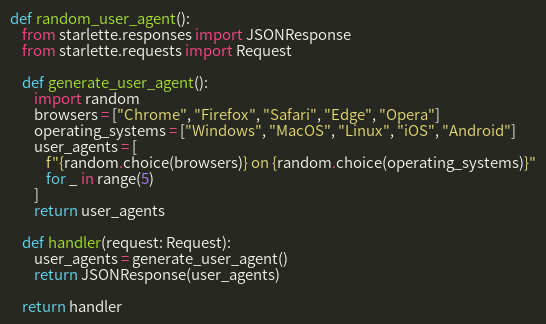 def random_user_agent():
    from starlette.responses import JSONResponse
    from starlette.requests import Request

    def generate_user_agent():
        import random
        browsers = ["Chrome", "Firefox", "Safari", "Edge", "Opera"]
        operating_systems = ["Windows", "MacOS", "Linux", "iOS", "Android"]
        user_agents = [
            f"{random.choice(browsers)} on {random.choice(operating_systems)}"
            for _ in range(5)
        ]
        return user_agents

    def handler(request: Request):
        user_agents = generate_user_agent()
        return JSONResponse(user_agents)

    return handler